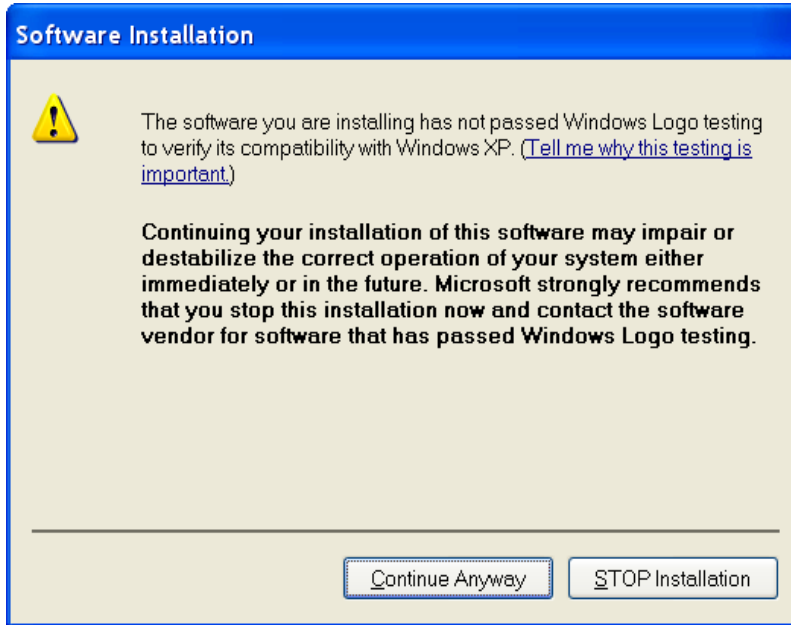 Software Installation
The software you are installing has not passed Windows Logo testing
to verify its compatibility with Windows XP. (Tell me why this testing is
important.)
Continuing your installation of this software may impair or
destabilize the correct operation of your system either
immediately or in the future. Microsoft strongly recommends
that you stop this installation now and contact the software
vendor for software that has passed Windows Logo testing.
Continue Anyway
STOP Installation